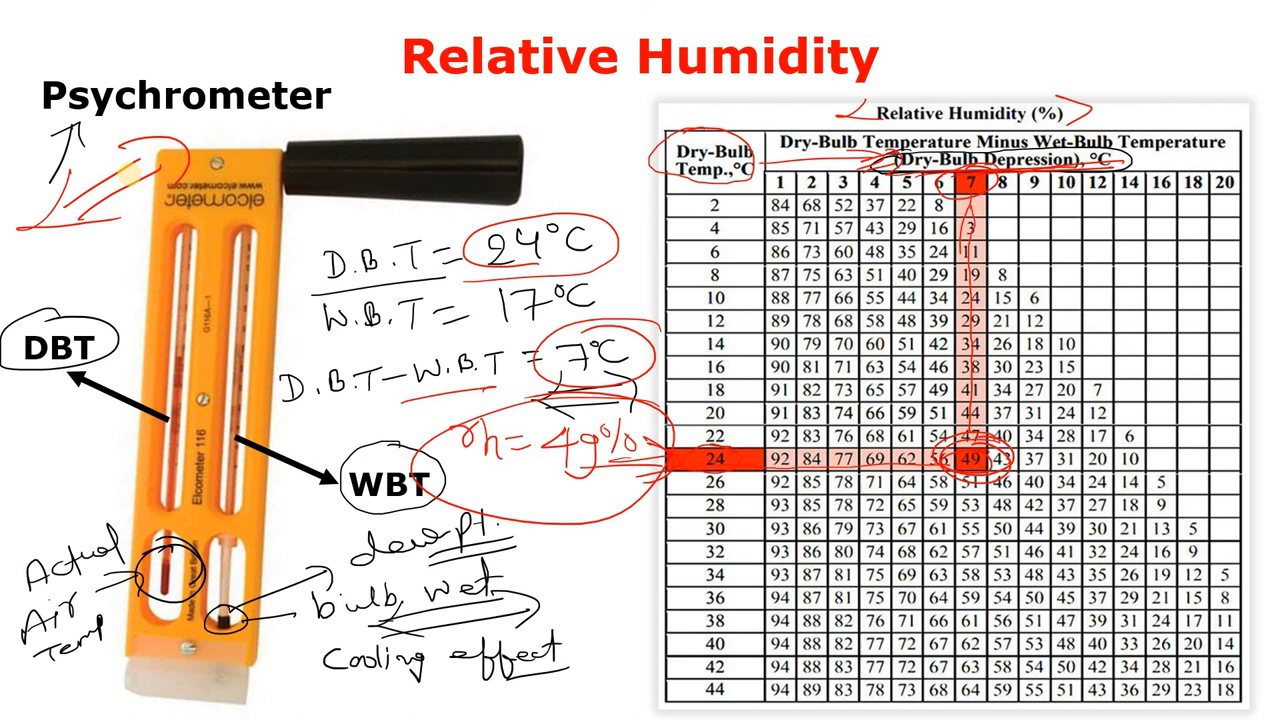 Relative Humidity
Psychrometer
www.elcometer.com
elcometer
G116A-1
Elcometer 116
Made in Great Britain
DBT
WBT
D.B.T = 24°C
W.B.T = 17°C
D.B.T - W.B.T = 7°C
rh = 49%
Actual
Air
Temp
dew pt.
bulb wet
Cooling effect
Relative Humidity (%)
Dry-Bulb Temp.,°C
Dry-Bulb Temperature Minus Wet-Bulb Temperature
(Dry-Bulb Depression), °C
1 2 3 4 5 6 7 8 9 10 12 14 16 18 20
2 84 68 52 37 22 8
4 85 71 57 43 29 16 3
6 86 73 60 48 35 24 11
8 87 75 63 51 40 29 19 8
10 88 77 66 55 44 34 24 15 6
12 89 78 68 58 48 39 29 21 12
14 90 79 70 60 51 42 34 26 18 10
16 90 81 71 63 54 46 38 30 23 15
18 91 82 73 65 57 49 41 34 27 20 7
20 91 83 74 66 59 51 44 37 31 24 12
22 92 83 76 68 61 54 47 40 34 28 17 6
24 92 84 77 69 62 56 49 43 37 31 20 10
26 92 85 78 71 64 58 51 46 40 34 24 14 5
28 93 85 78 72 65 59 53 48 42 37 27 18 9
30 93 86 79 73 67 61 55 50 44 39 30 21 13 5
32 93 86 80 74 68 62 57 51 46 41 32 24 16 9
34 93 87 81 75 69 63 58 53 48 43 35 26 19 12 5
36 94 87 81 75 70 64 59 54 50 45 37 29 21 15 8
38 94 88 82 76 71 66 61 56 51 47 39 31 24 17 11
40 94 88 82 77 72 67 62 57 53 48 40 33 26 20 14
42 94 88 83 77 72 67 63 58 54 50 42 34 28 21 16
44 94 89 83 78 73 68 64 59 55 51 43 36 29 23 18